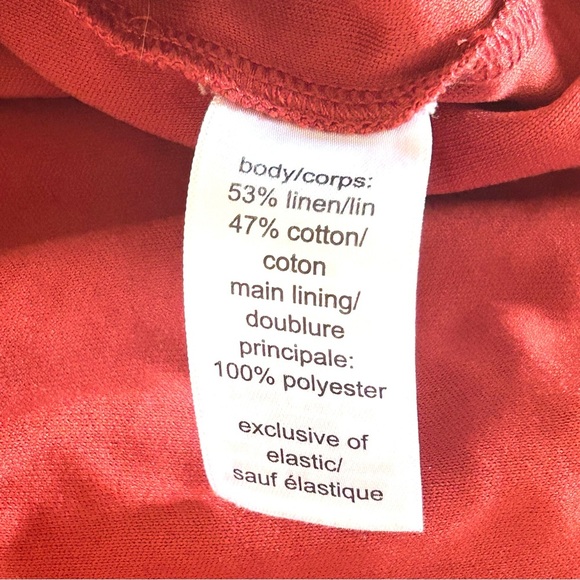 body/corps:
53% linen/lin
47% cotton/
coton
main lining/
doublure
principale:
100% polyester
exclusive of
elastic/
sauf élastique